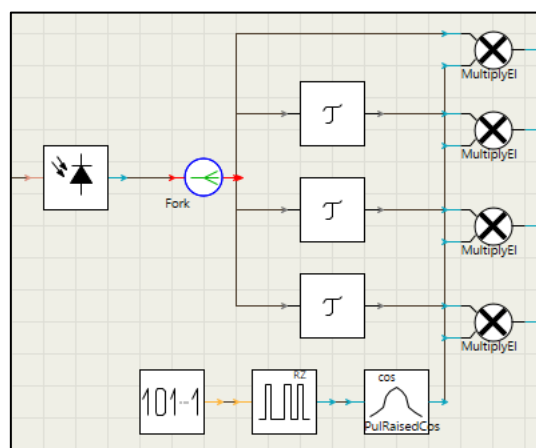 MultiplyEl
τ
MultiplyEl
Fork
τ
MultiplyEl
τ
MultiplyEl
101-1
RZ
cos
PulRaisedCos